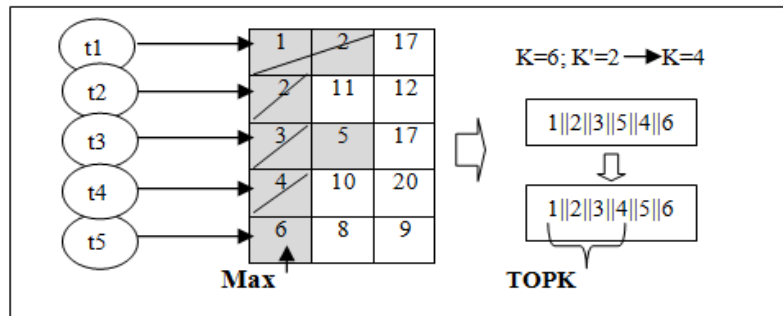 t1 1 2 17
K=6; K'=2 → K=4
t2 2 11 12
1||2||3||5||4||6
t3 3 5 17
t4 4 10 20
1||2||3||4||5||6
t5 6 8 9
Max
TOPK